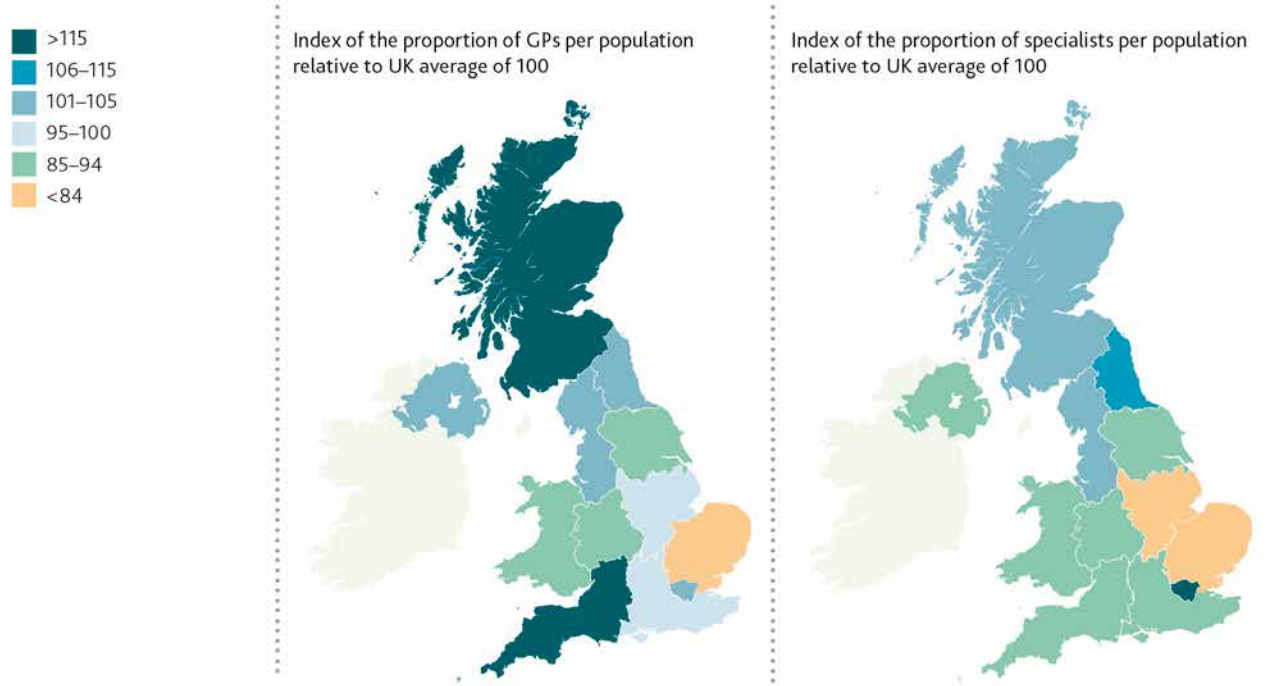 >115
106–115
101–105
95–100
85–94
<84
Index of the proportion of GPs per population
relative to UK average of 100
Index of the proportion of specialists per population
relative to UK average of 100